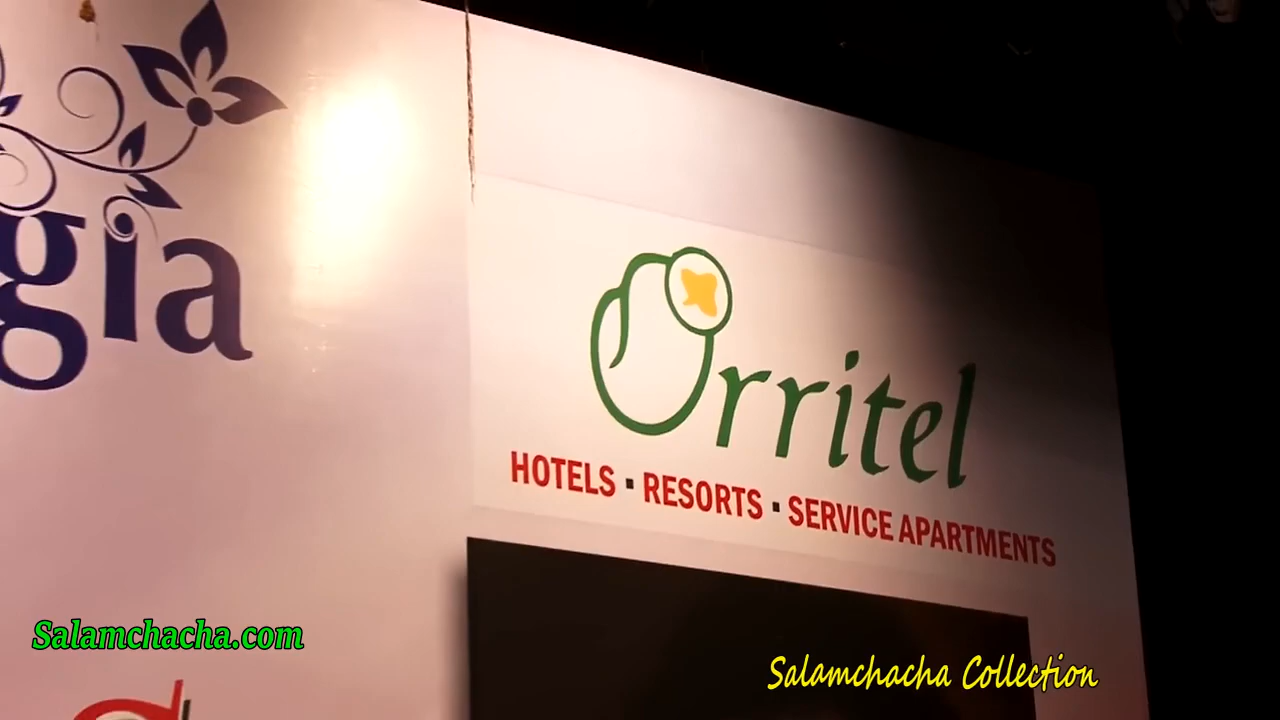 gia
Orritel
HOTELS ▪ RESORTS ▪ SERVICE APARTMENTS
Salamchacha.com
Salamchacha Collection